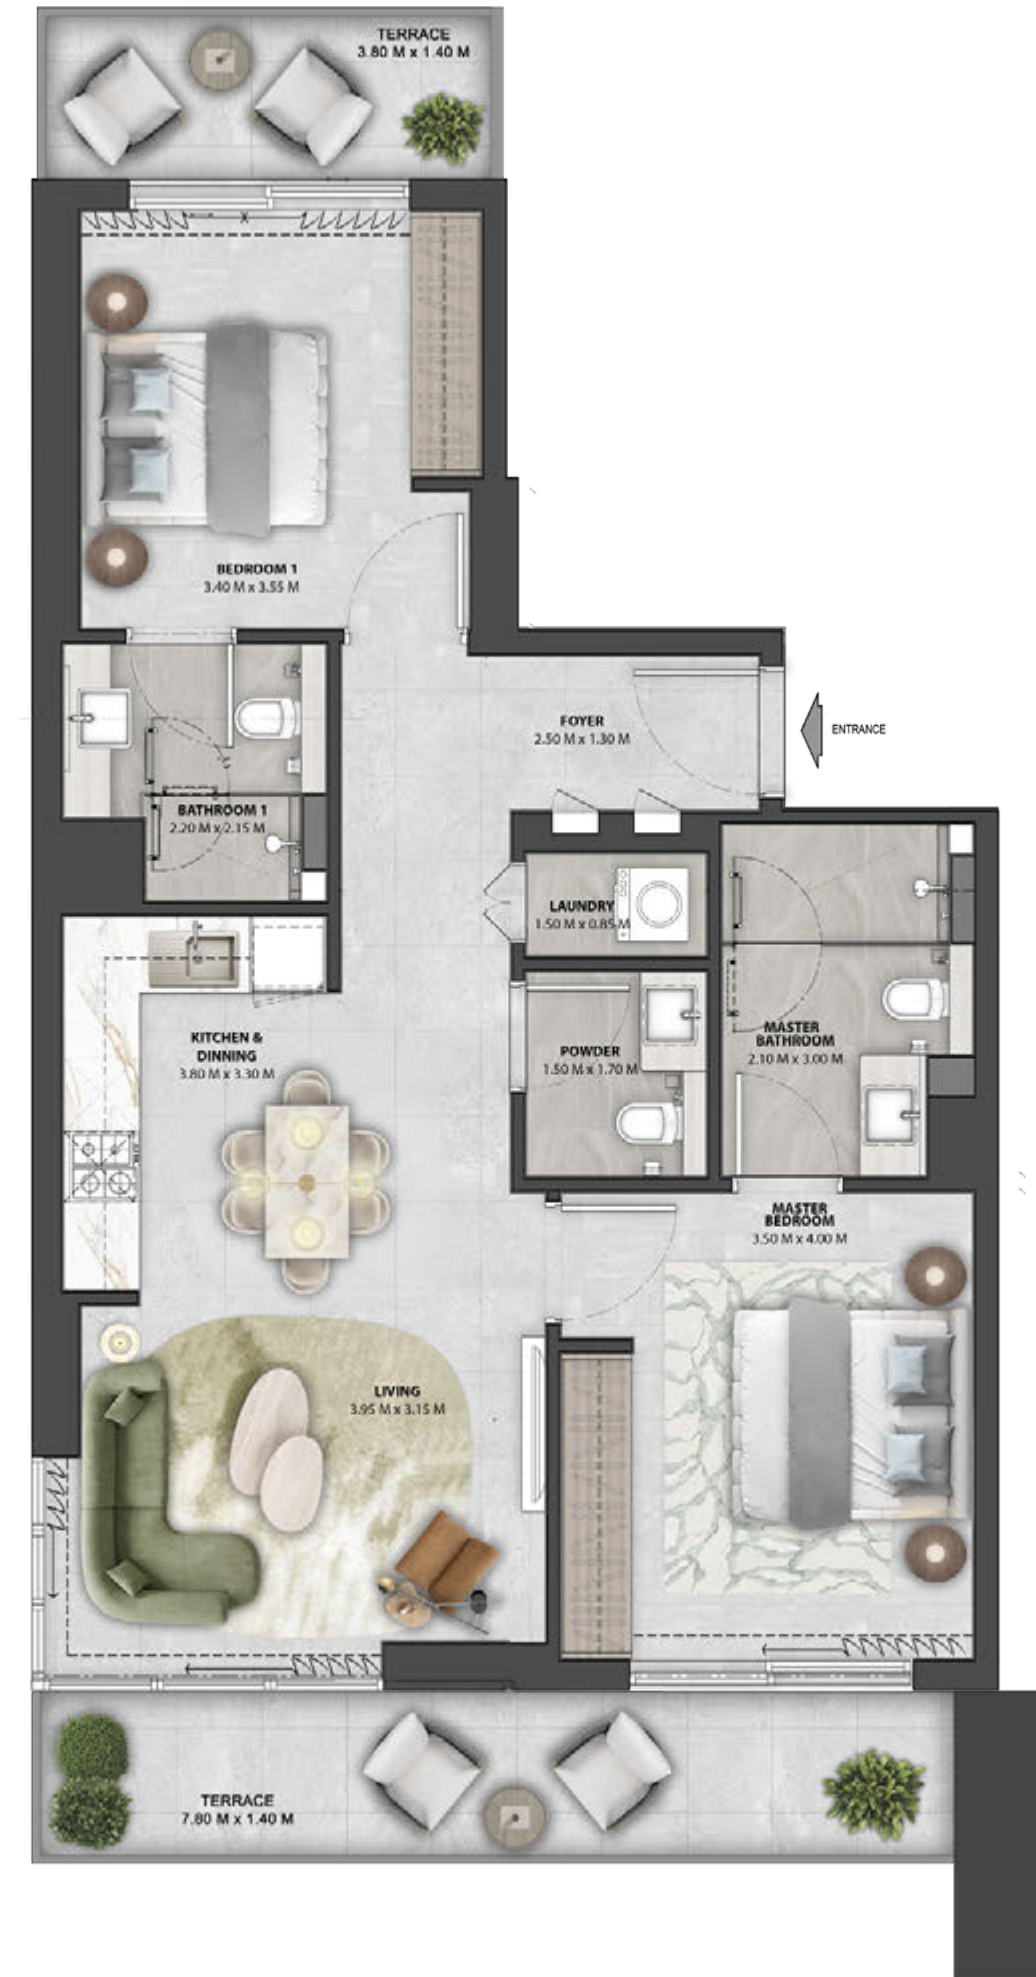 TERRACE
3.80 M x 1.40 M
BEDROOM 1
3.40 M x 3.55 M
FOYER
2.50 M x 1.30 M
ENTRANCE
BATHROOM 1
2.20 M x 2.15 M
LAUNDRY
1.50 M x 0.85 M
KITCHEN &
DINNING
3.80 M x 3.30 M
POWDER
1.50 M x 1.70 M
MASTER
BATHROOM
2.10 M x 3.00 M
MASTER
BEDROOM
3.50 M x 4.00 M
LIVING
3.95 M x 3.15 M
TERRACE
7.80 M x 1.40 M